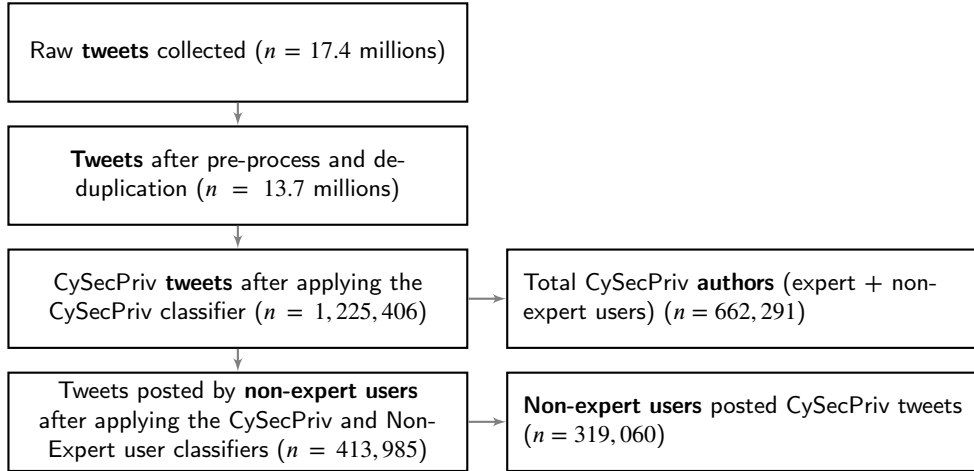 Raw tweets collected (n = 17.4 millions)
Tweets after pre-process and de-
duplication (n = 13.7 millions)
CySecPriv tweets after applying the
CySecPriv classifier (n = 1, 225, 406)
Total CySecPriv authors (expert + non-
expert users) (n = 662, 291)
Tweets posted by non-expert users
after applying the CySecPriv and Non-
Expert user classifiers (n = 413, 985)
Non-expert users posted CySecPriv tweets
(n = 319, 060)